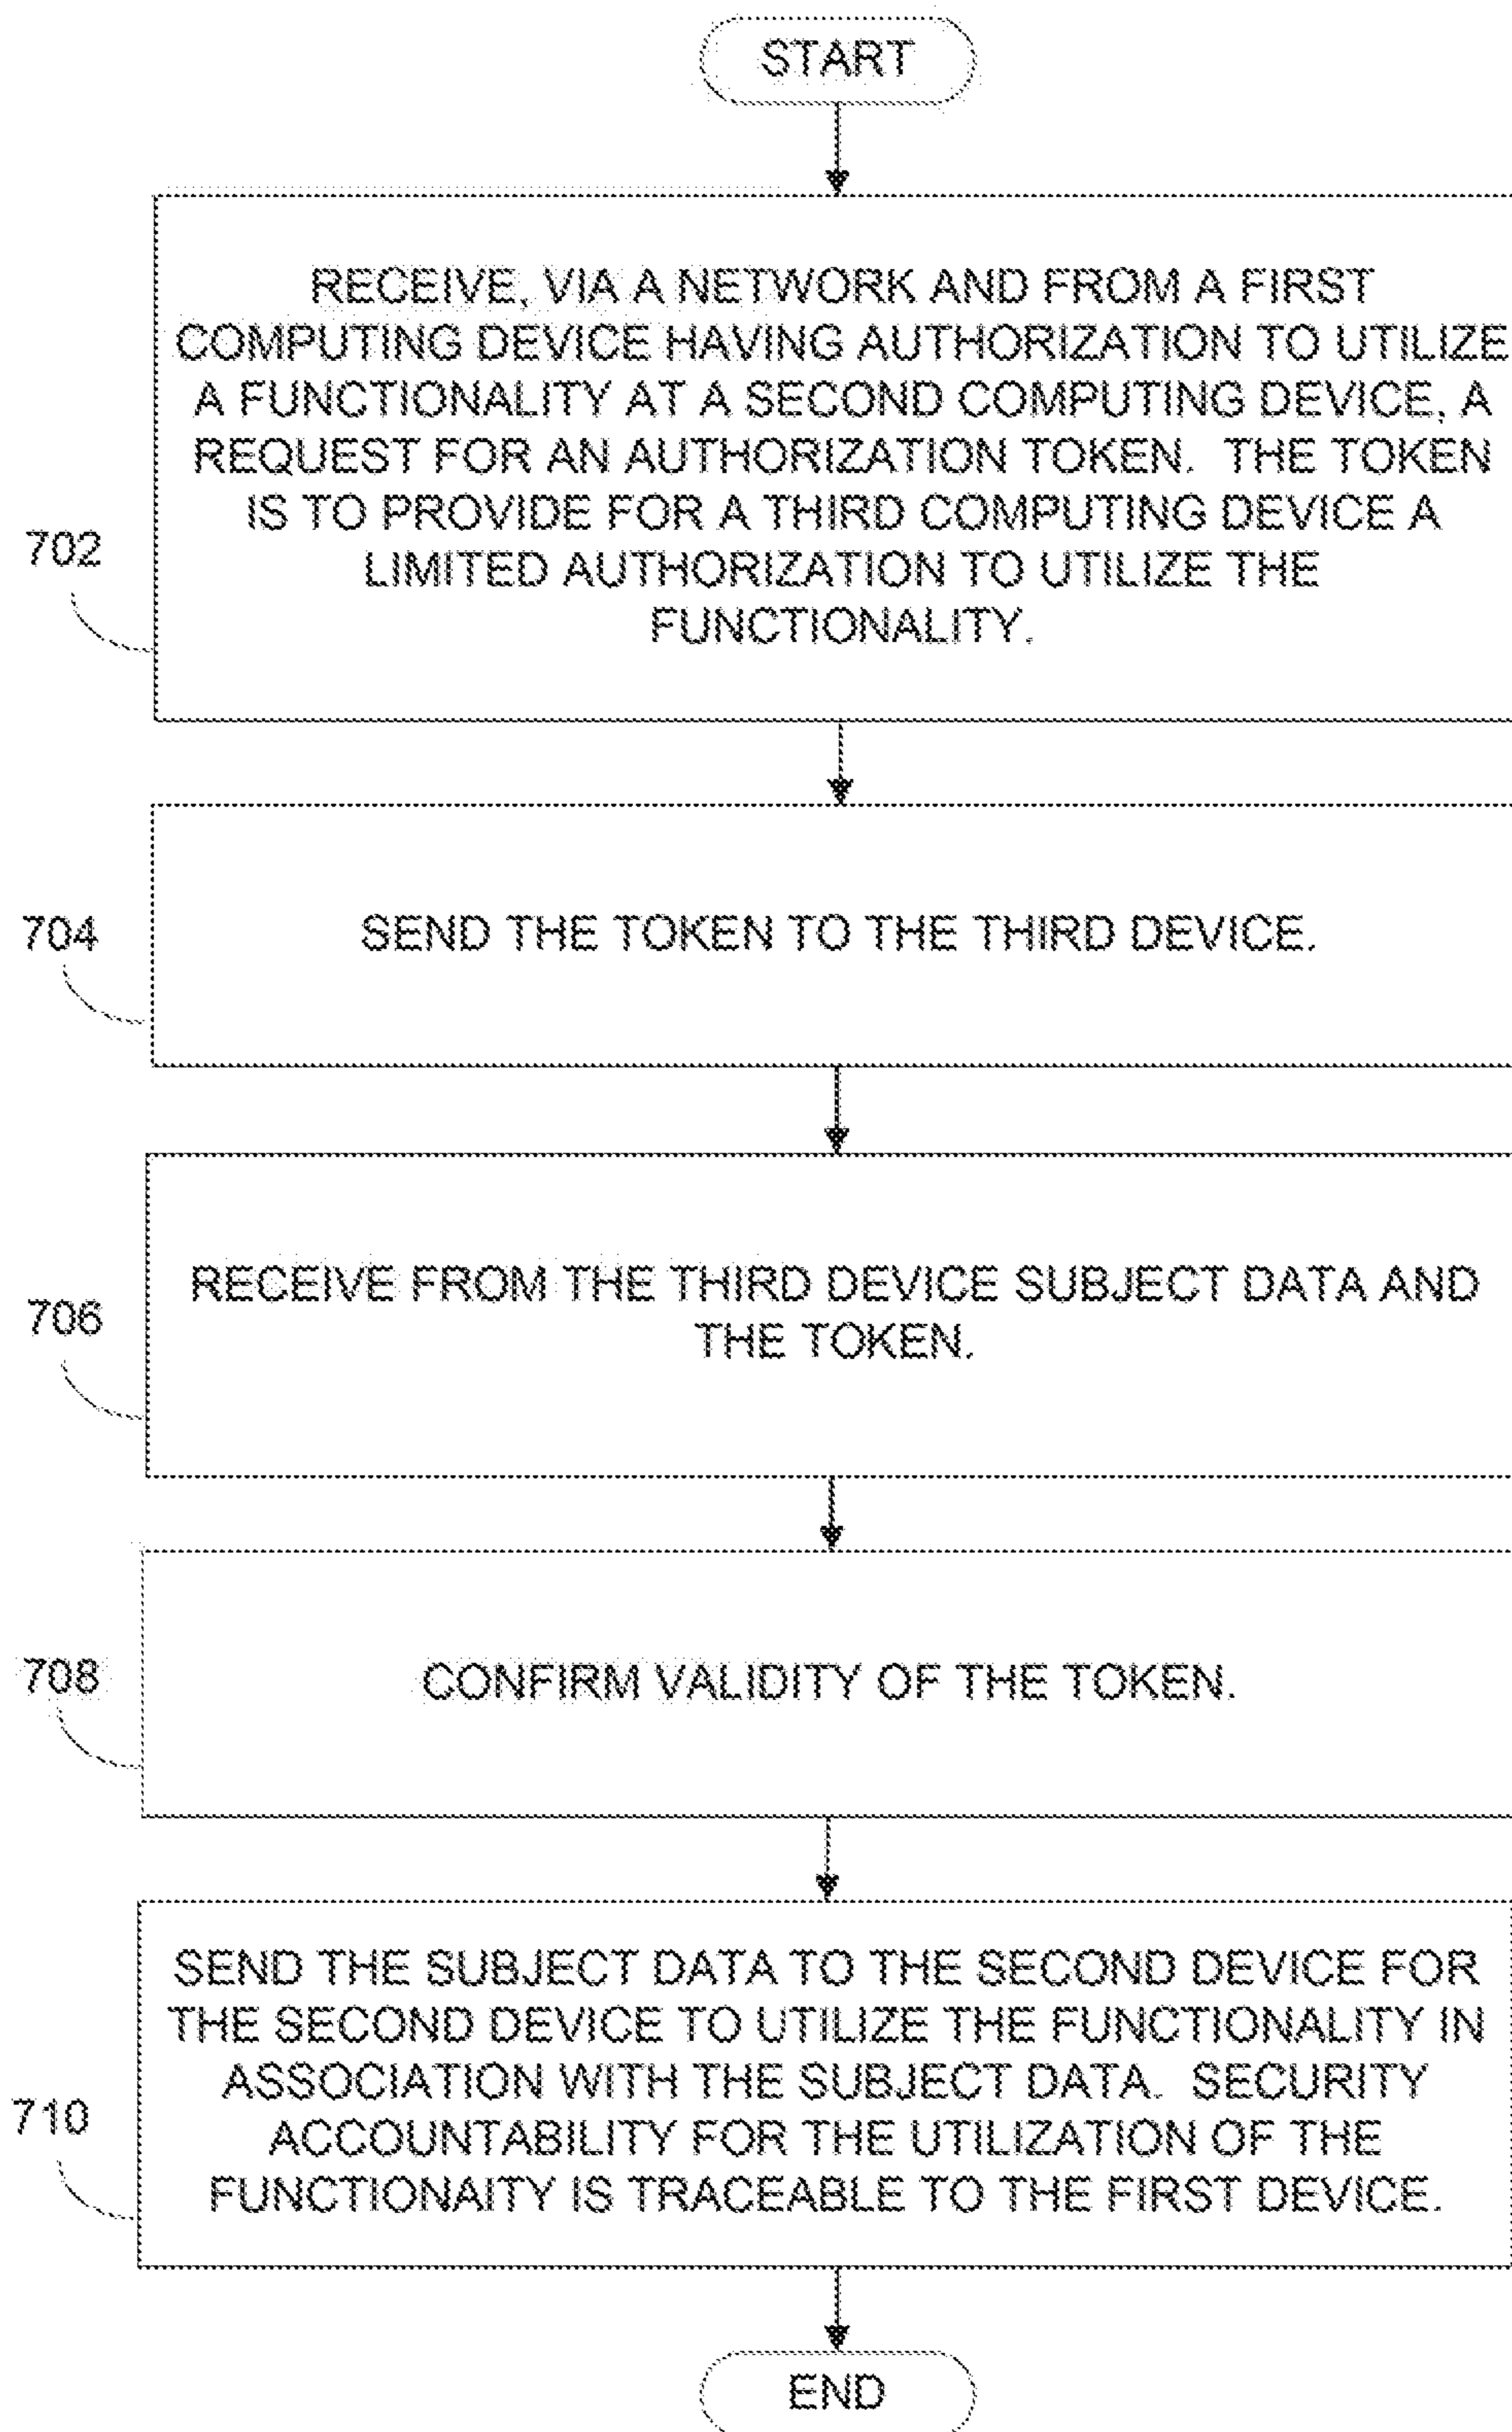 START
RECEIVE, VIA A NETWORK AND FROM A FIRST
COMPUTING DEVICE HAVING AUTHORIZATION TO UTILIZE
A FUNCTIONALITY AT A SECOND COMPUTING DEVICE, A
REQUEST FOR AN AUTHORIZATION TOKEN. THE TOKEN
IS TO PROVIDE FOR A THIRD COMPUTING DEVICE A
LIMITED AUTHORIZATION TO UTILIZE THE
FUNCTIONALITY.
702
SEND THE TOKEN TO THE THIRD DEVICE.
704
RECEIVE FROM THE THIRD DEVICE SUBJECT DATA AND
THE TOKEN.
706
CONFIRM VALIDITY OF THE TOKEN.
708
SEND THE SUBJECT DATA TO THE SECOND DEVICE FOR
THE SECOND DEVICE TO UTILIZE THE FUNCTIONALITY IN
ASSOCIATION WITH THE SUBJECT DATA. SECURITY
ACCOUNTABILITY FOR THE UTILIZATION OF THE
FUNCTIONAITY IS TRACEABLE TO THE FIRST DEVICE.
710
END